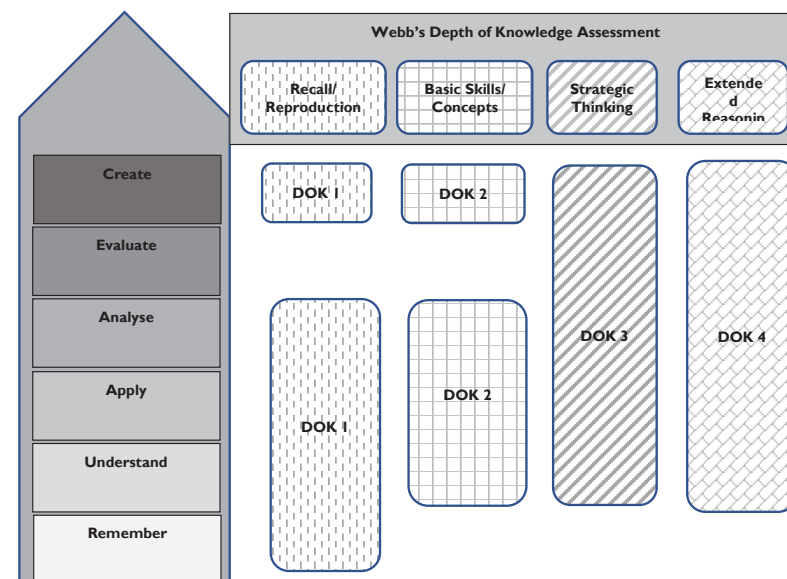 Webb's Depth of Knowledge Assessment
Recall/
Reproduction
Basic Skills/
Concepts
Strategic
Thinking
Extende
d
Reasonin
Create
DOK 1
DOK 2
Evaluate
Analyse
DOK 3
DOK 4
Apply
DOK 2
DOK 1
Understand
Remember